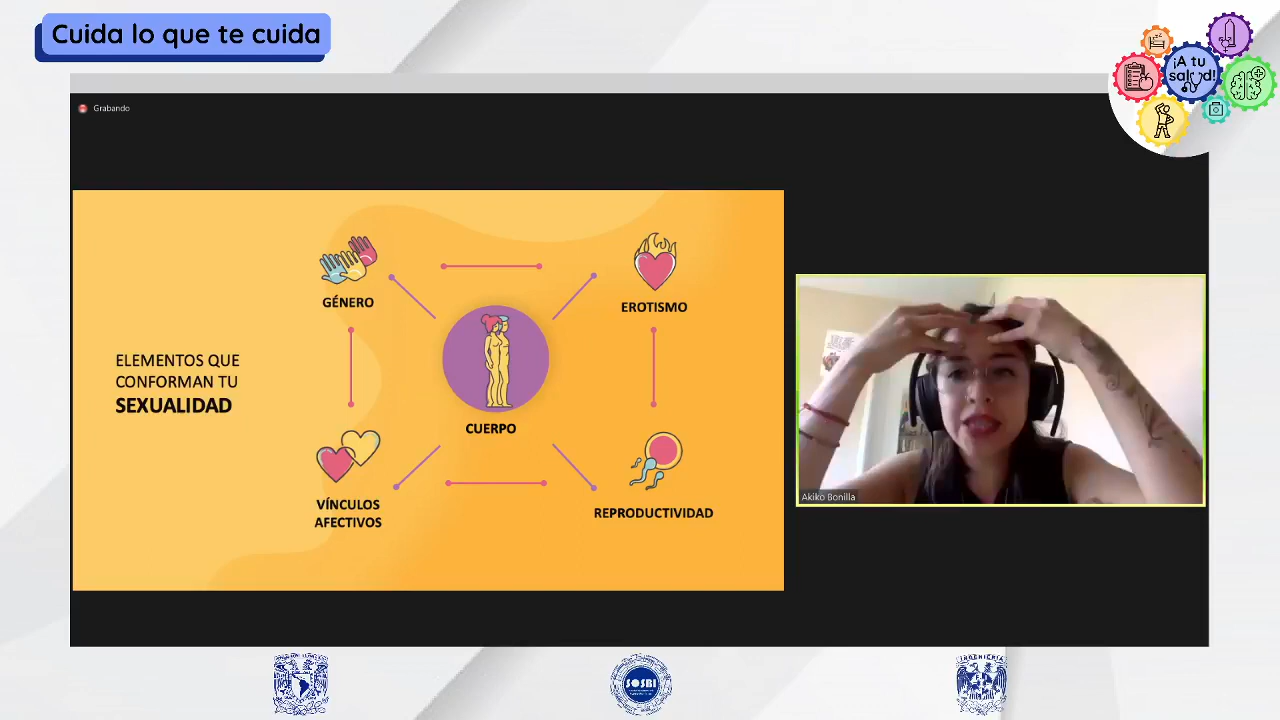 Cuida lo que te cuida
¡A tu
salud!
Grabando
GÉNERO
EROTISMO
ELEMENTOS QUE
CONFORMAN TU
SEXUALIDAD
CUERPO
VÍNCULOS
AFECTIVOS
REPRODUCTIVIDAD
Akiko Bonilla
SOSBI